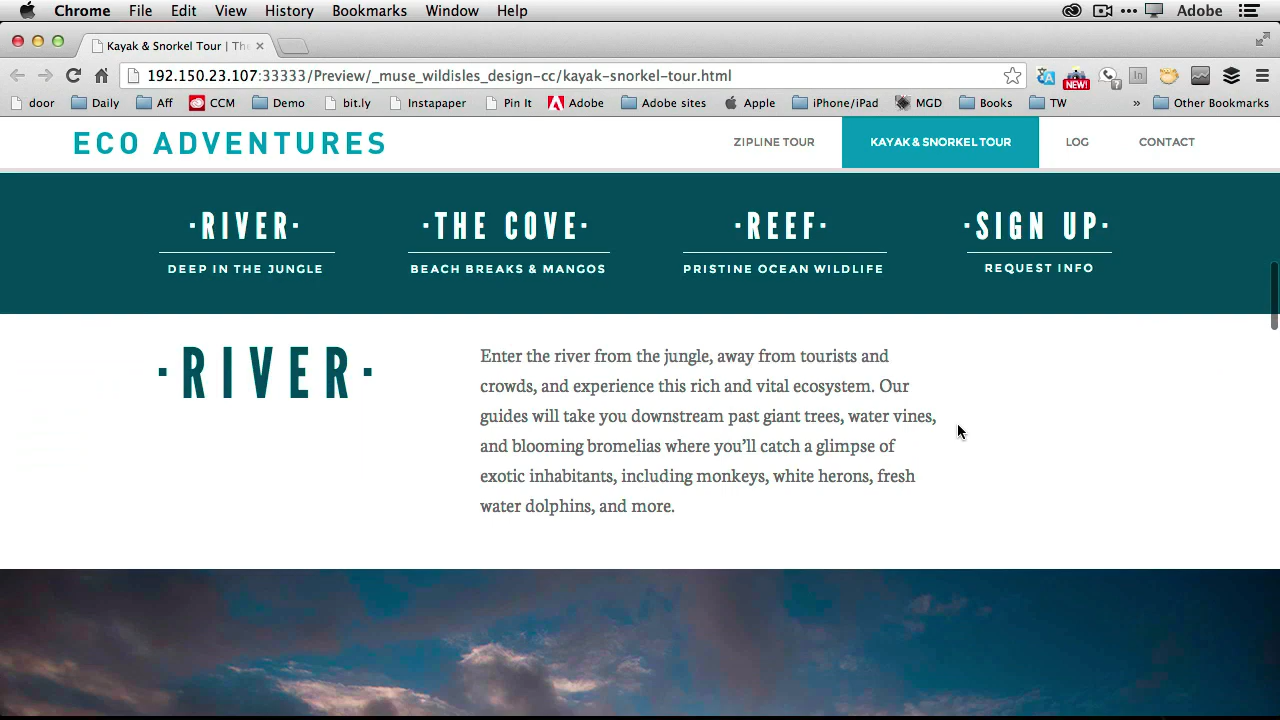 Chrome File Edit View History Bookmarks Window Help Adobe
Kayak & Snorkel Tour | The
192.150.23.107:33333/Preview/_muse_wildisles_design-cc/kayak-snorkel-tour.html
NEW!
door Daily Aff CCM Demo bit.ly Instapaper Pin It Adobe Adobe sites Apple iPhone/iPad MGD Books TW » Other Bookmarks
ECO ADVENTURES ZIPLINE TOUR KAYAK & SNORKEL TOUR LOG CONTACT
·RIVER· ·THE COVE· ·REEF· ·SIGN UP·
DEEP IN THE JUNGLE BEACH BREAKS & MANGOS PRISTINE OCEAN WILDLIFE REQUEST INFO
·RIVER·
Enter the river from the jungle, away from tourists and
crowds, and experience this rich and vital ecosystem. Our
guides will take you downstream past giant trees, water vines,
and blooming bromelias where you’ll catch a glimpse of
exotic inhabitants, including monkeys, white herons, fresh
water dolphins, and more.